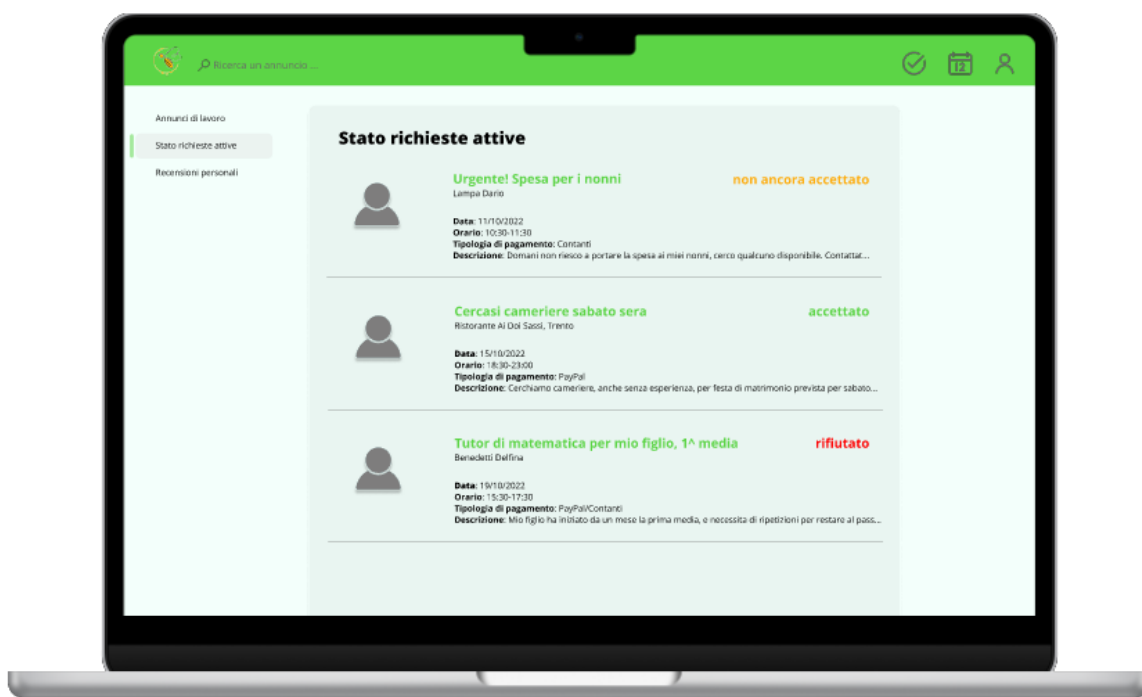 Ricerca un annuncio ...
12
Annunci di lavoro
Stato richieste attive
Recensioni personali
Stato richieste attive
Urgente! Spesa per i nonni
non ancora accettato
Lampa Dario
Data: 11/10/2022
Orario: 10:30-11:30
Tipologia di pagamento: Contanti
Descrizione: Domani non riesco a portare la spesa ai miei nonni, cerco qualcuno disponibile. Contattat...
Cercasi cameriere sabato sera
accettato
Ristorante Ai Doi Sassi, Trento
Data: 15/10/2022
Orario: 18:30-23:00
Tipologia di pagamento: PayPal
Descrizione: Cerchiamo cameriere, anche senza esperienza, per festa di matrimonio prevista per sabato...
Tutor di matematica per mio figlio, 1^ media
rifiutato
Benedetti Delfina
Data: 19/10/2022
Orario: 15:30-17:30
Tipologia di pagamento: PayPal/Contanti
Descrizione: Mio figlio ha iniziato da un mese la prima media, e necessita di ripetizioni per restare al pass...